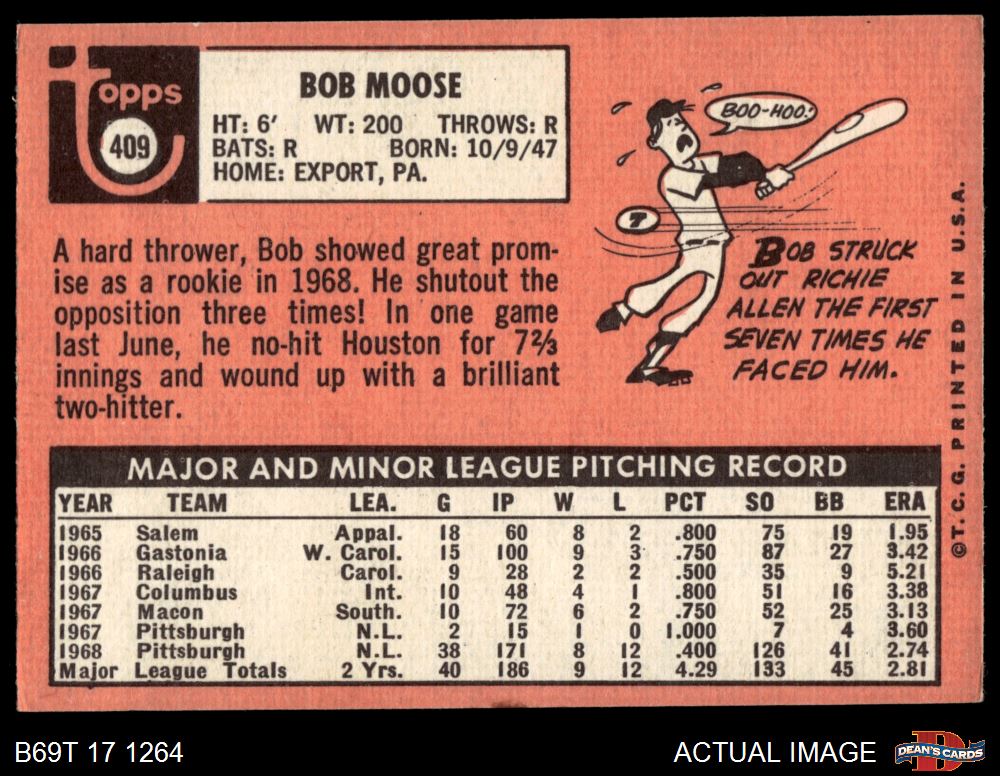 Topps
409
BOB MOOSE
HT: 6' WT: 200 THROWS: R
BATS: R BORN: 10/9/47
HOME: EXPORT, PA.
A hard thrower, Bob showed great prom-
ise as a rookie in 1968. He shutout the
opposition three times! In one game
last June, he no-hit Houston for 7⅔
innings and wound up with a brilliant
two-hitter.
BOO-HOO!
7
BOB STRUCK
OUT RICHIE
ALLEN THE FIRST
SEVEN TIMES HE
FACED HIM.
©T.C.G. PRINTED IN U.S.A.
MAJOR AND MINOR LEAGUE PITCHING RECORD
YEAR TEAM LEA. G IP W L PCT SO BB ERA
1965 Salem Appal. 18 60 8 2 .800 75 19 1.95
1966 Gastonia W. Carol. 15 100 9 3 .750 87 27 3.42
1966 Raleigh Carol. 9 28 2 2 .500 35 9 5.21
1967 Columbus Int. 10 48 4 1 .800 51 16 3.38
1967 Macon South. 10 72 6 2 .750 52 25 3.13
1967 Pittsburgh N.L. 2 15 1 0 1.000 7 4 3.60
1968 Pittsburgh N.L. 38 171 8 12 .400 126 41 2.74
Major League Totals 2 Yrs. 40 186 9 12 4.29 133 45 2.81
B69T 17 1264
ACTUAL IMAGE
D
DEAN'S CARDS